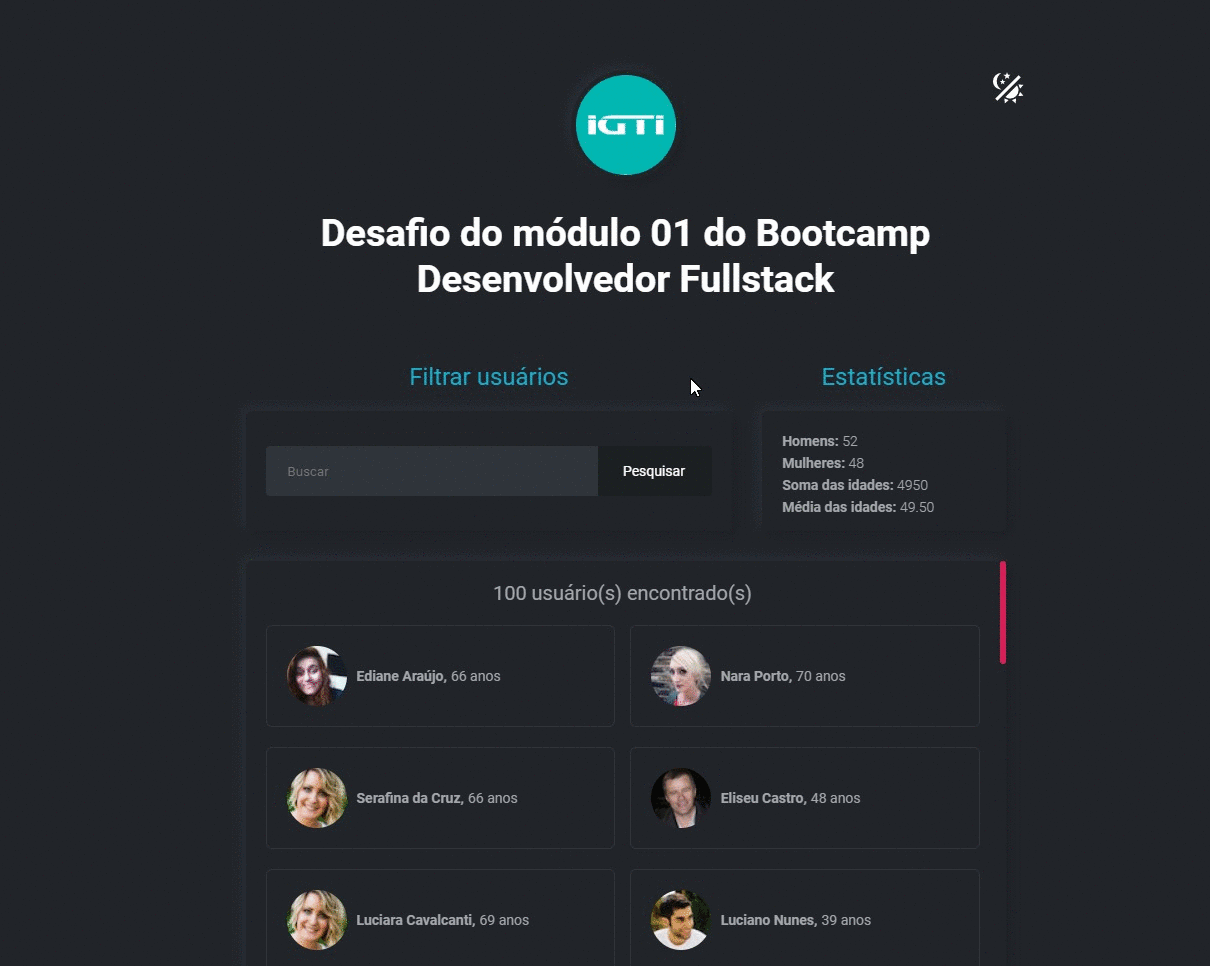 iGTi
Desafio do módulo 01 do Bootcamp
Desenvolvedor Fullstack
Filtrar usuários
Estatísticas
Buscar
Pesquisar
Homens: 52
Mulheres: 48
Soma das idades: 4950
Média das idades: 49.50
100 usuário(s) encontrado(s)
Ediane Araújo, 66 anos
Nara Porto, 70 anos
Serafina da Cruz, 66 anos
Eliseu Castro, 48 anos
Luciara Cavalcanti, 69 anos
Luciano Nunes, 39 anos